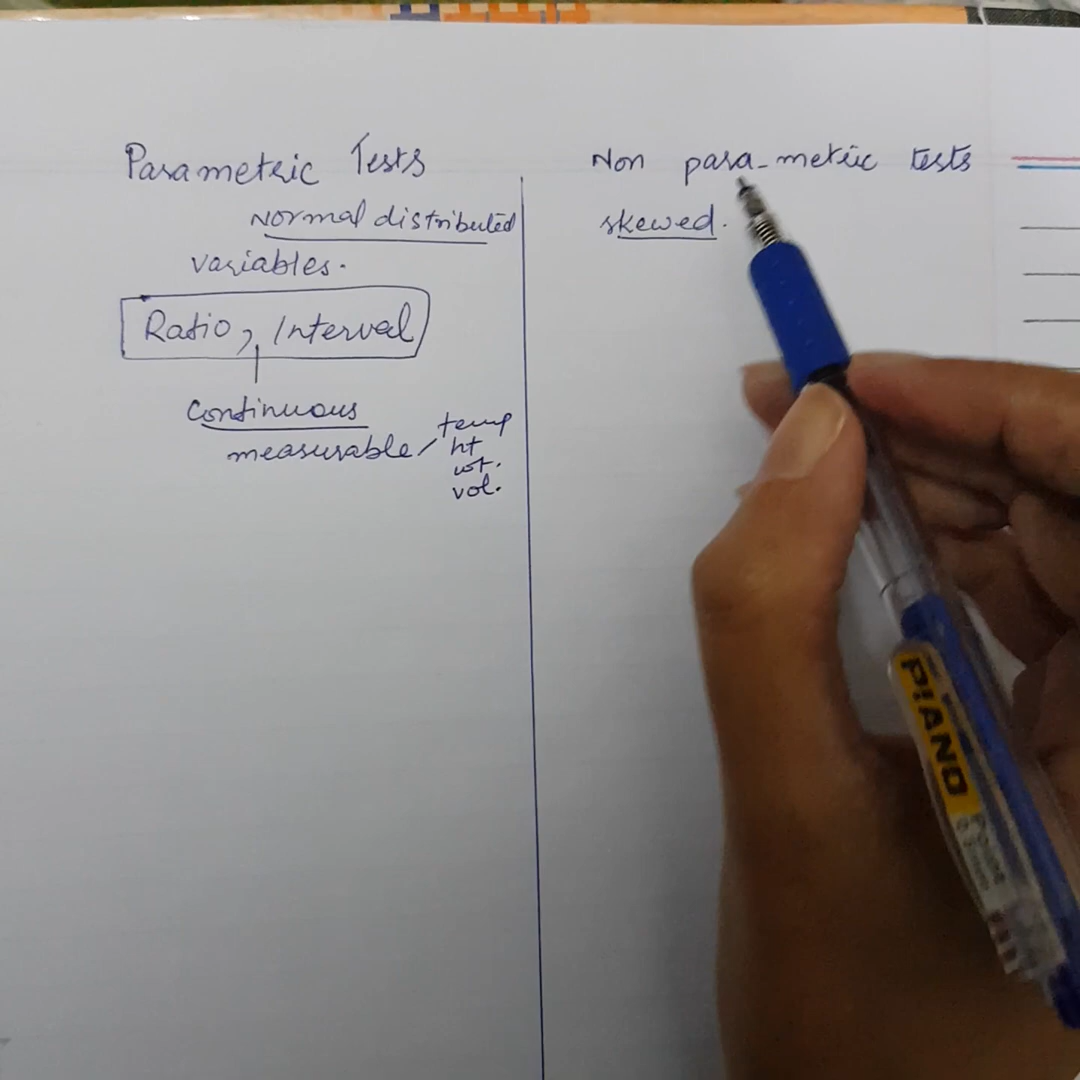 Parametric Tests
Normal distributed
variables.
Ratio, Interval
Continuous
measurable / temp
ht
wt.
vol.
Non para-metric tests
skewed.
PIANO